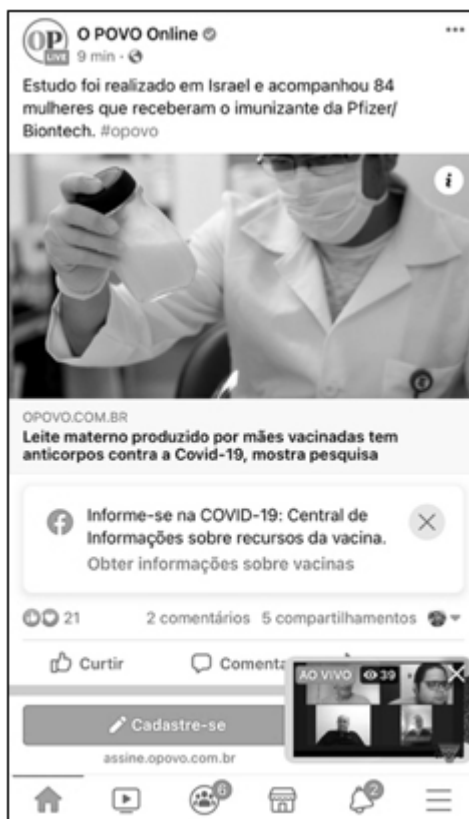 OP
LIVE
O POVO Online
9 min ·
Estudo foi realizado em Israel e acompanhou 84
mulheres que receberam o imunizante da Pfizer/
Biontech. #opovo
i
OPOVO.COM.BR
Leite materno produzido por mães vacinadas tem
anticorpos contra a Covid-19, mostra pesquisa
Informe-se na COVID-19: Central de
Informações sobre recursos da vacina.
Obter informações sobre vacinas
21 2 comentários 5 compartilhamentos
Curtir Comenta
AO VIVO 39
Cadastre-se
assine.opovo.com.br
6 2